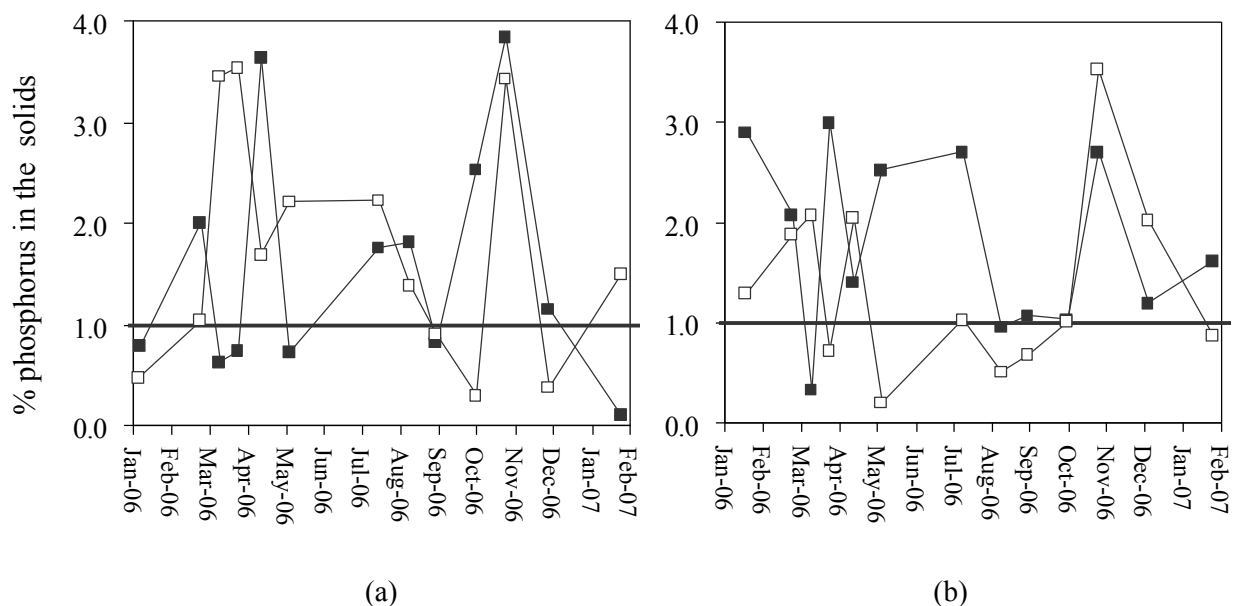 % phosphorus in the solids
4.0
3.0
2.0
1.0
0.0
Jan-06
Feb-06
Mar-06
Apr-06
May-06
Jun-06
Jul-06
Aug-06
Sep-06
Oct-06
Nov-06
Dec-06
Jan-07
Feb-07
(a)
4.0
3.0
2.0
1.0
0.0
Jan-06
Feb-06
Mar-06
Apr-06
May-06
Jun-06
Jul-06
Aug-06
Sep-06
Oct-06
Nov-06
Dec-06
Jan-07
Feb-07
(b)